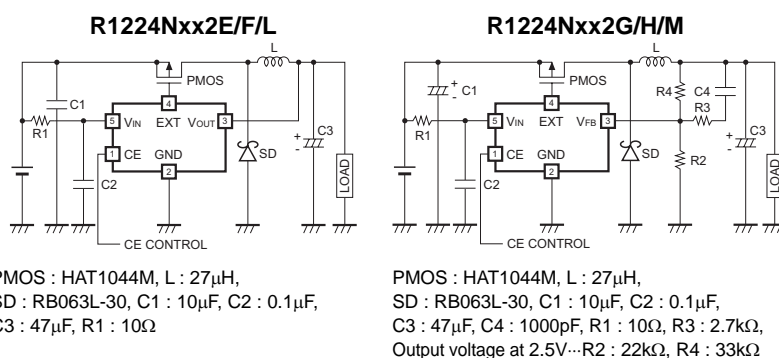 R1224Nxx2E/F/L
L
PMOS
C1
4
5 VIN EXT VOUT 3
R1
C3
+
-
1 CE GND
SD
2
C2
LOAD
CE CONTROL
PMOS : HAT1044M, L : 27μH,
SD : RB063L-30, C1 : 10μF, C2 : 0.1μF,
C3 : 47μF, R1 : 10Ω
R1224Nxx2G/H/M
L
PMOS
+
- C1
R4 C4
R3
4
5 VIN EXT VFB 3
R1
C3
+
-
1 CE GND
SD R2
2
C2
LOAD
CE CONTROL
PMOS : HAT1044M, L : 27μH,
SD : RB063L-30, C1 : 10μF, C2 : 0.1μF,
C3 : 47μF, C4 : 1000pF, R1 : 10Ω, R3 : 2.7kΩ,
Output voltage at 2.5V···R2 : 22kΩ, R4 : 33kΩ